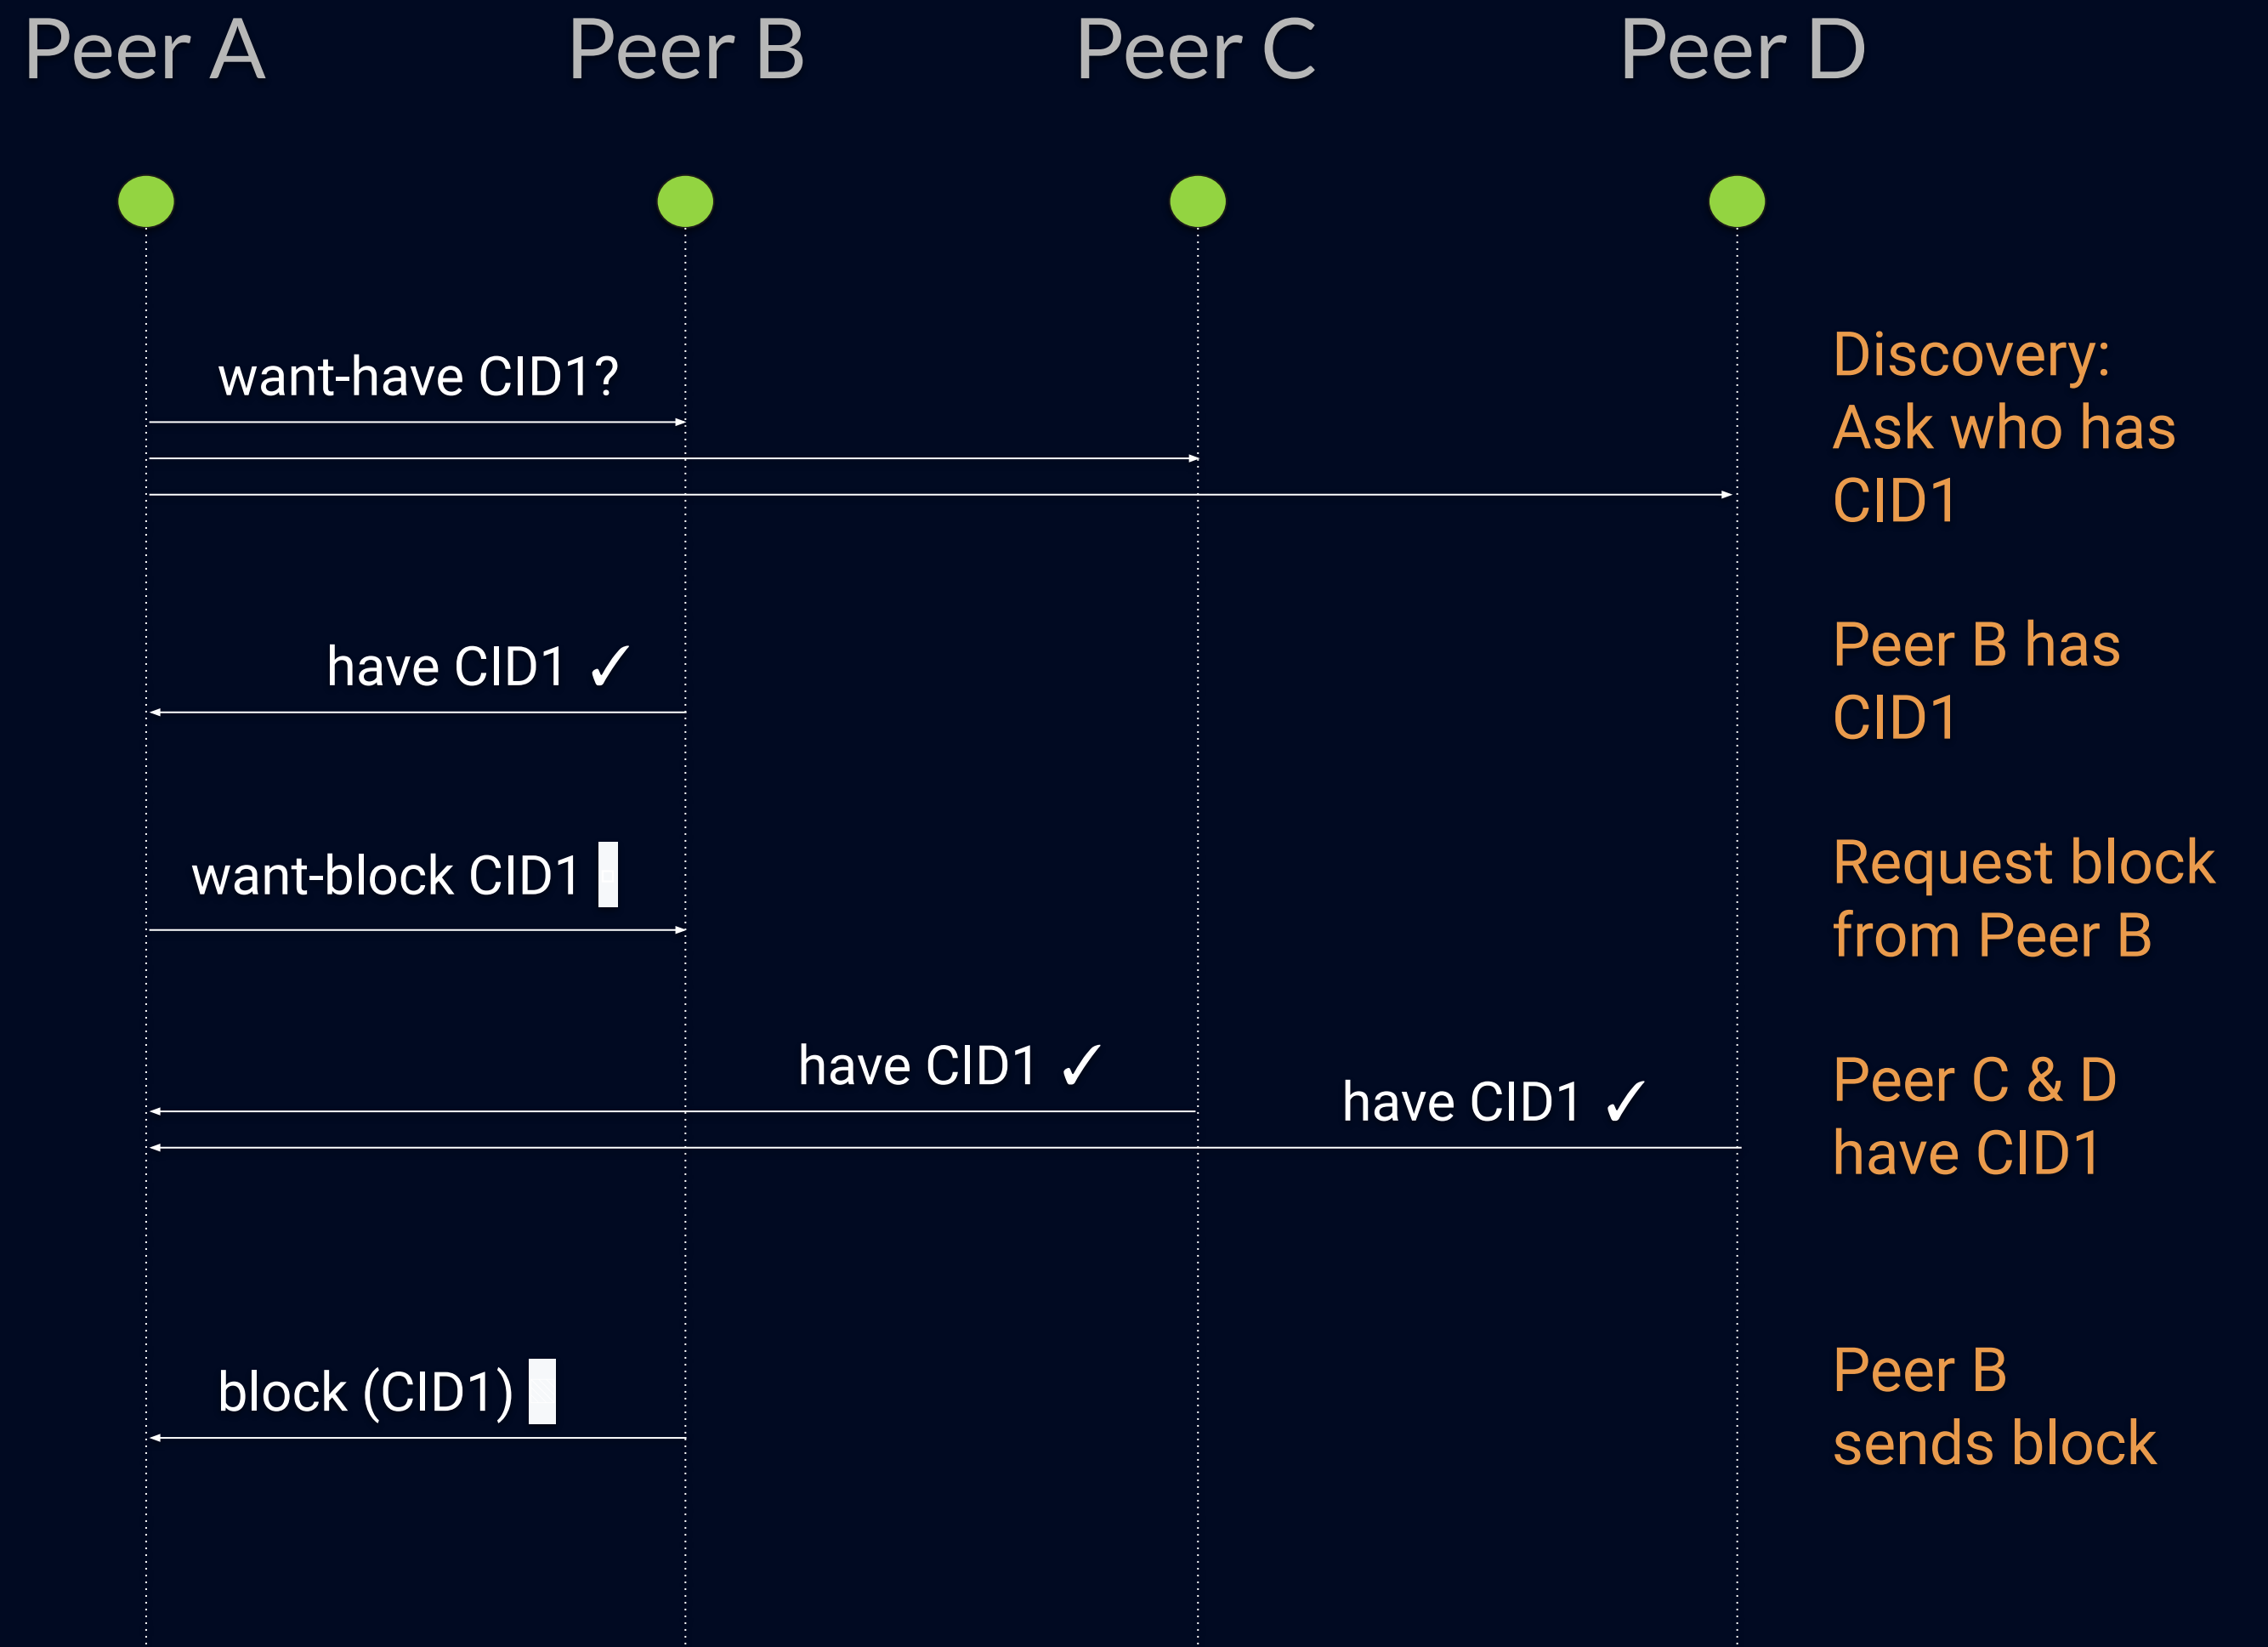 Peer A
Peer B
Peer C
Peer D
want-have CID1?
Discovery:
Ask who has
CID1
have CID1 ✓
Peer B has
CID1
want-block CID1
Request block
from Peer B
have CID1 ✓
have CID1 ✓
Peer C & D
have CID1
block (CID1)
Peer B
sends block